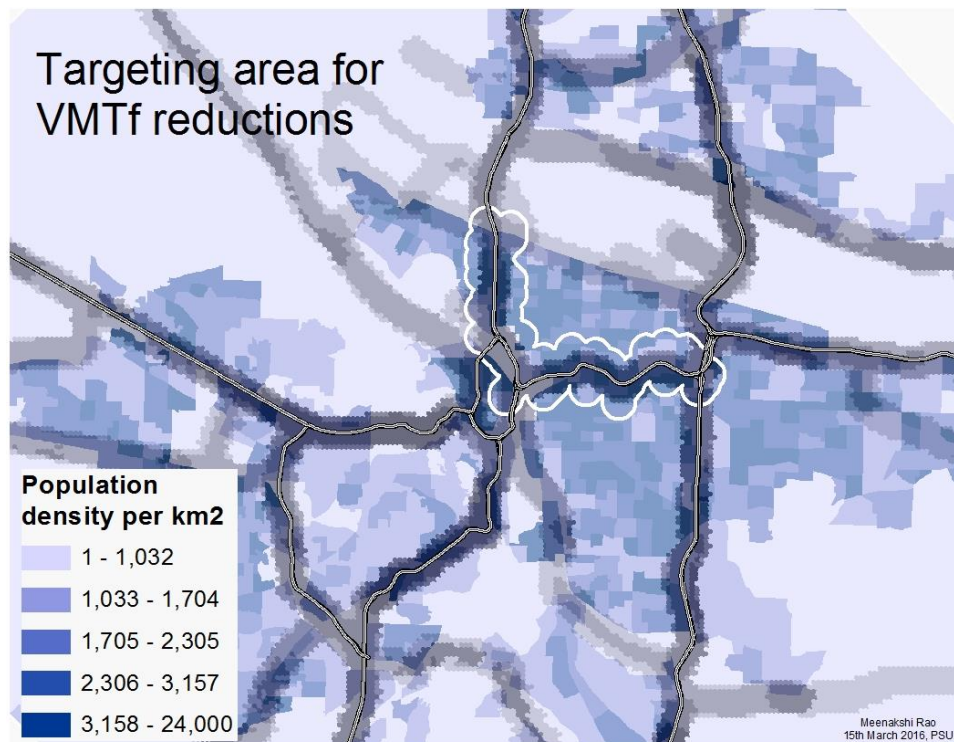 Targeting area for
VMTf reductions
Population
density per km2
1 - 1,032
1,033 - 1,704
1,705 - 2,305
2,306 - 3,157
3,158 - 24,000
Meenakshi Rao
15th March 2016, PSU